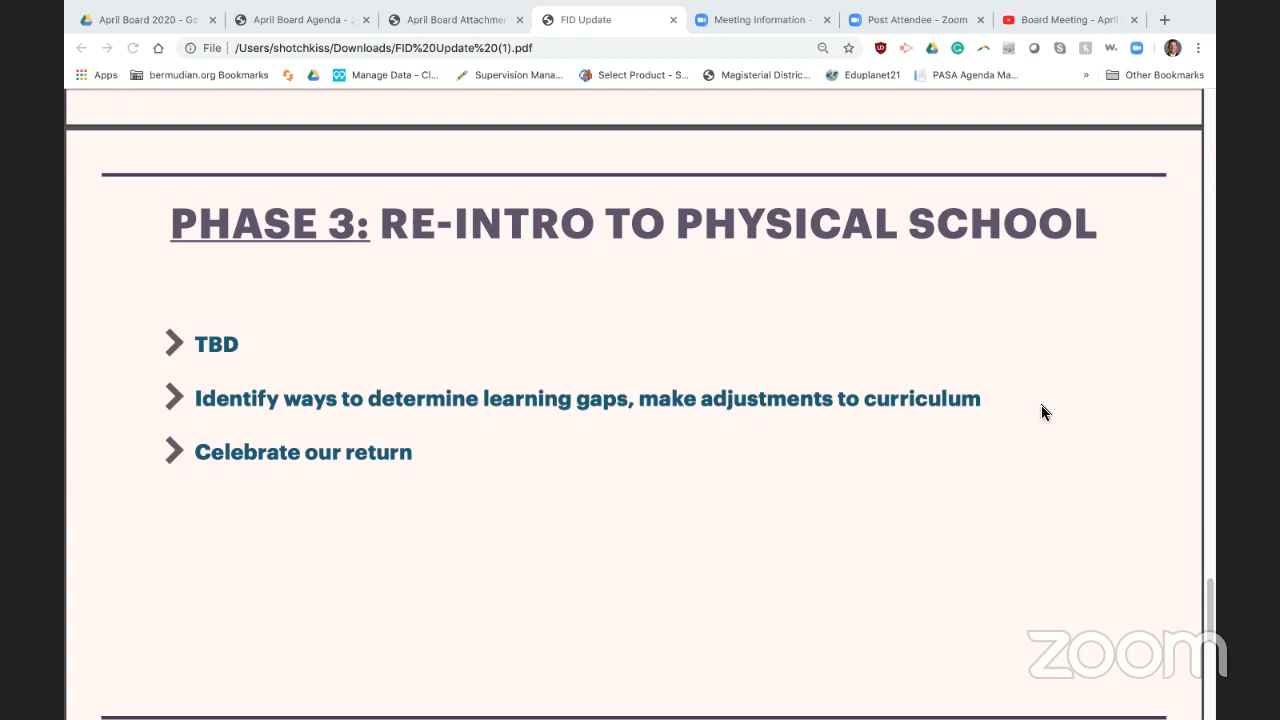 April Board 2020 - Go
April Board Agenda -
April Board Attachmen
FID Update
Meeting Information -
Post Attendee - Zoom
Board Meeting - April
File
/Users/shotchkiss/Downloads/FID%20Update%20(1).pdf
Apps
bermudian.org Bookmarks
Manage Data - Cl...
Supervision Mana...
Select Product - S...
Magisterial Distric...
Eduplanet21
PASA Agenda Ma...
»
Other Bookmarks
PHASE 3: RE-INTRO TO PHYSICAL SCHOOL
TBD
Identify ways to determine learning gaps, make adjustments to curriculum
Celebrate our return
zoom